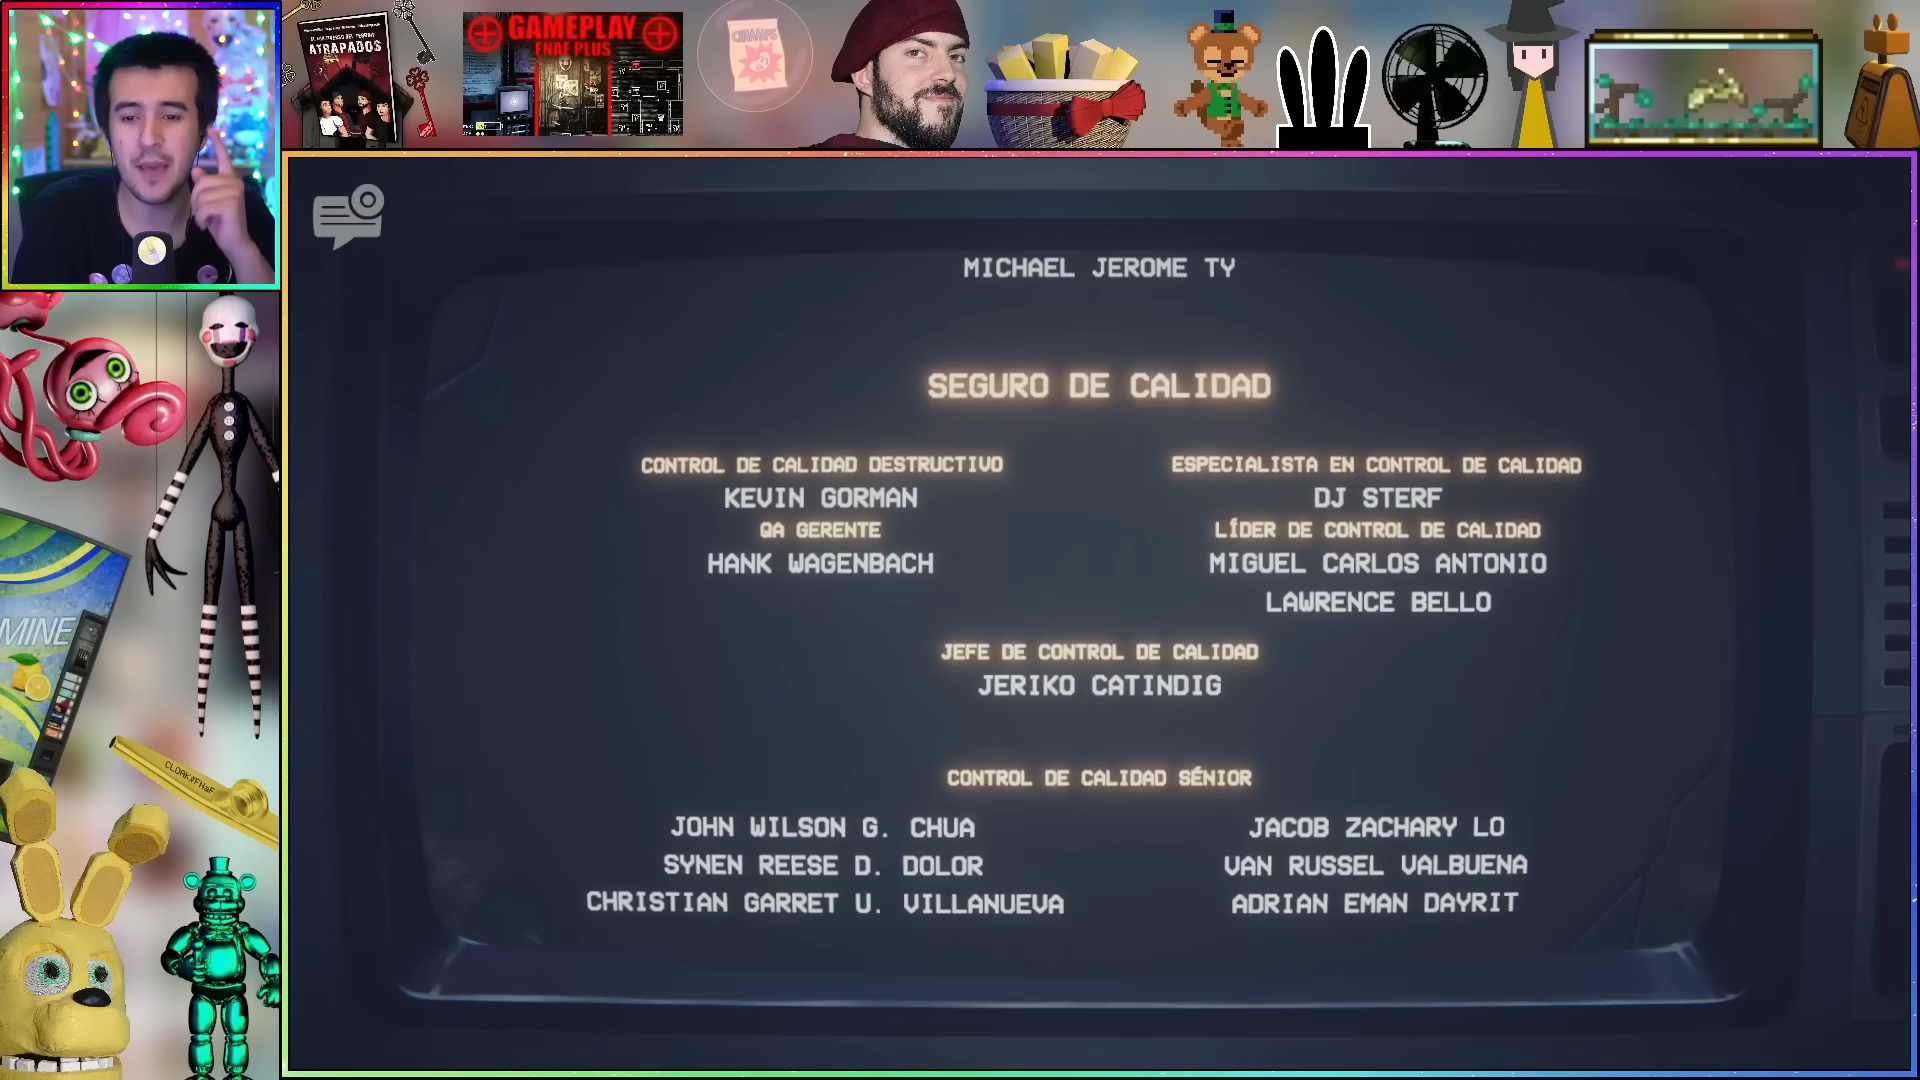 ATRAPADOS
GAMEPLAY
FNAF PLUS
MICHAEL JEROME TY
SEGURO DE CALIDAD
CONTROL DE CALIDAD DESTRUCTIVO
KEVIN GORMAN
QA GERENTE
HANK WAGENBACH
ESPECIALISTA EN CONTROL DE CALIDAD
DJ STERF
LÍDER DE CONTROL DE CALIDAD
MIGUEL CARLOS ANTONIO
LAWRENCE BELLO
JEFE DE CONTROL DE CALIDAD
JERIKO CATINDIG
CONTROL DE CALIDAD SÉNIOR
JOHN WILSON G. CHUA
SYNEN REESE D. DOLOR
CHRISTIAN GARRET U. VILLANUEVA
JACOB ZACHARY LO
VAN RUSSEL VALBUENA
ADRIAN EMAN DAYRIT
MINE